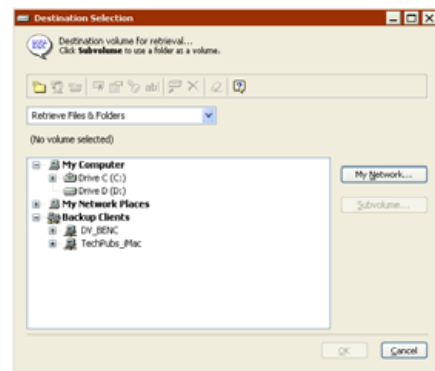 Destination Selection
Destination volume for retrieval...
Click Subvolume to use a folder as a volume.
Retrieve Files & Folders
(No volume selected)
My Computer
Drive C (C:)
Drive D (D:)
My Network Places
Backup Clients
DV_BENC
TechPubs_iMac
My Network...
Subvolume...
OK
Cancel